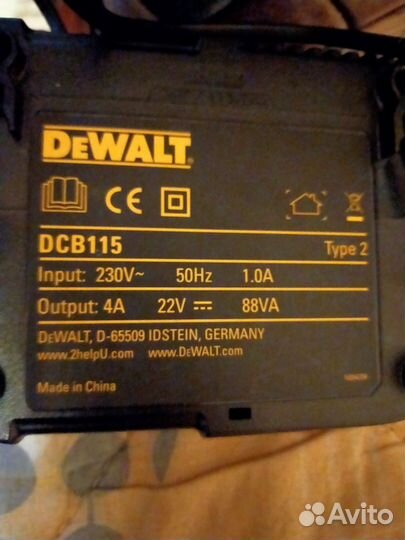 DEWALT
CE
DCB115 Type 2
Input: 230V~ 50Hz 1.0A
Output: 4A 22V 88VA
DEWALT, D-65509 IDSTEIN, GERMANY
www.2helpU.com www.DEWALT.com
Made in China
Avito